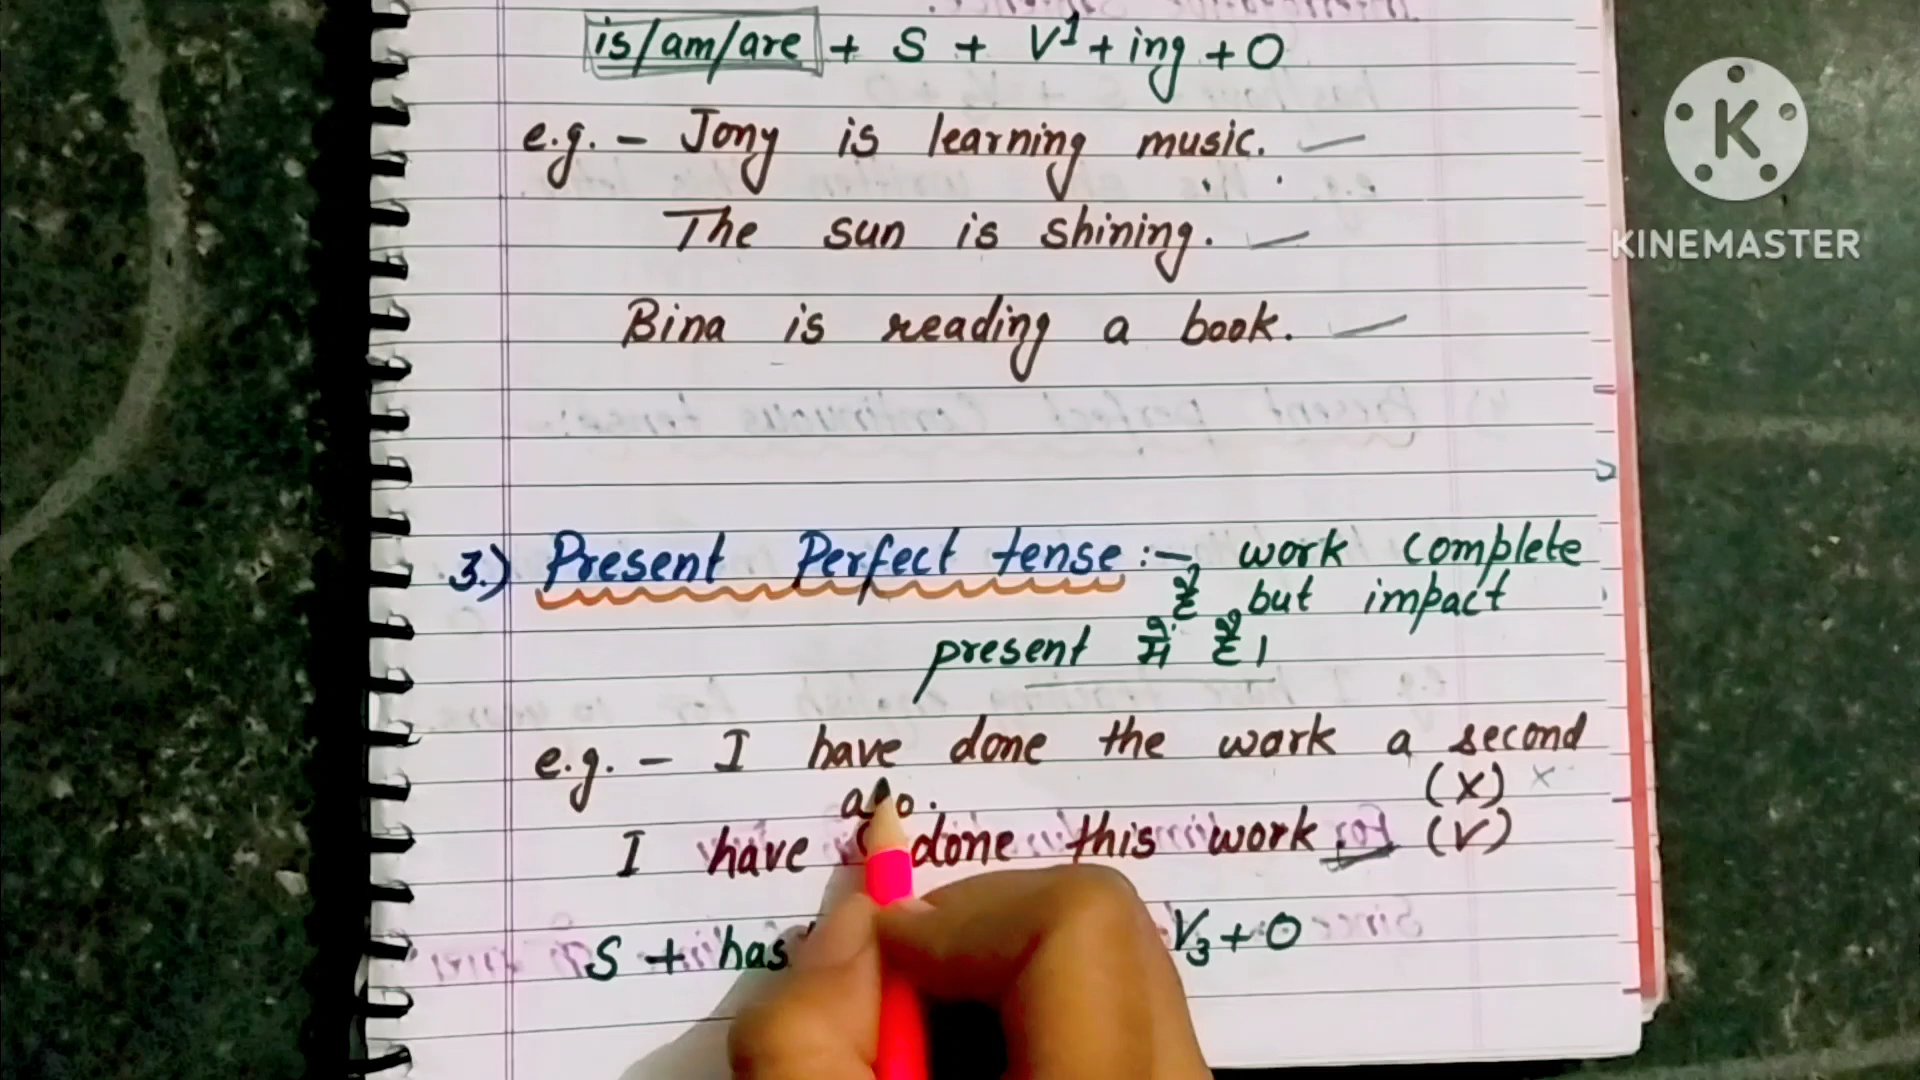 is/am/are + S + V¹ + ing + O
e.g. - Jony is learning music.
The sun is shining.
Bina is reading a book.
3.) Present Perfect tense :- work complete
है, but impact
present में है।
e.g. - I have done the work a second
ago. (X) x
I have done this work. (V)
S + has V₃ + O
K
KINEMASTER